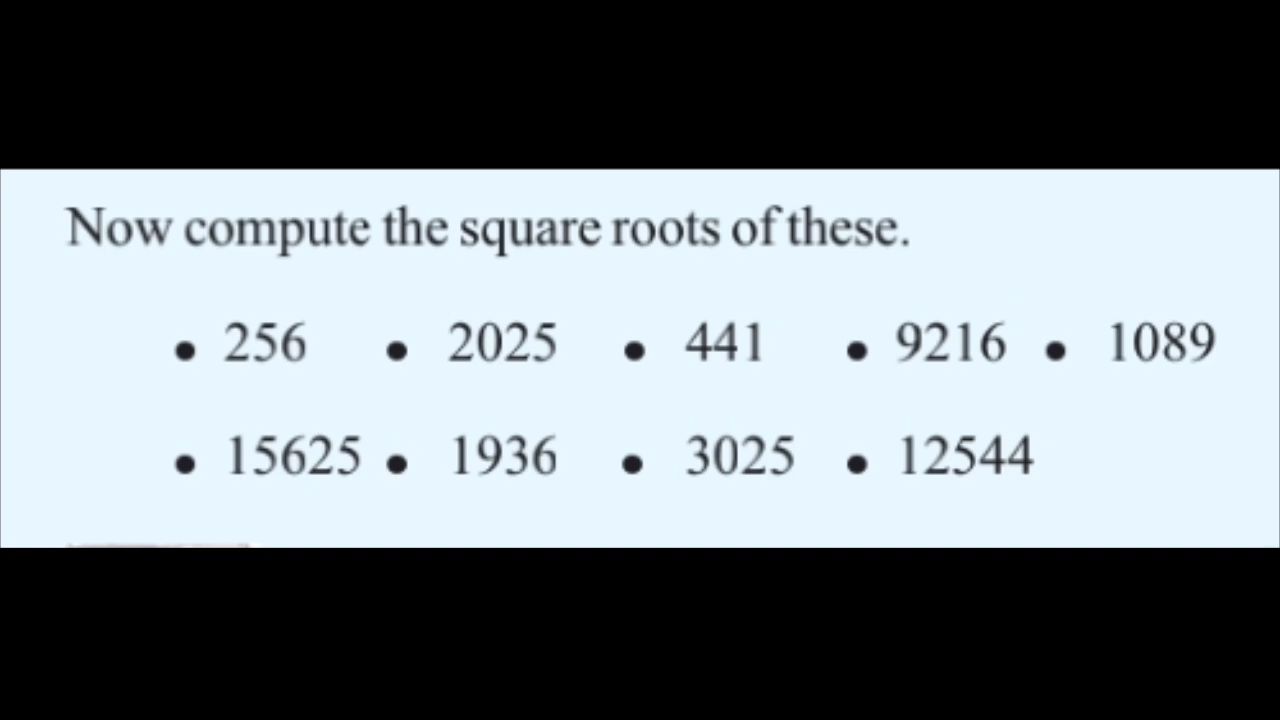 Now compute the square roots of these.
• 256 • 2025 • 441 • 9216 • 1089
• 15625 • 1936 • 3025 • 12544